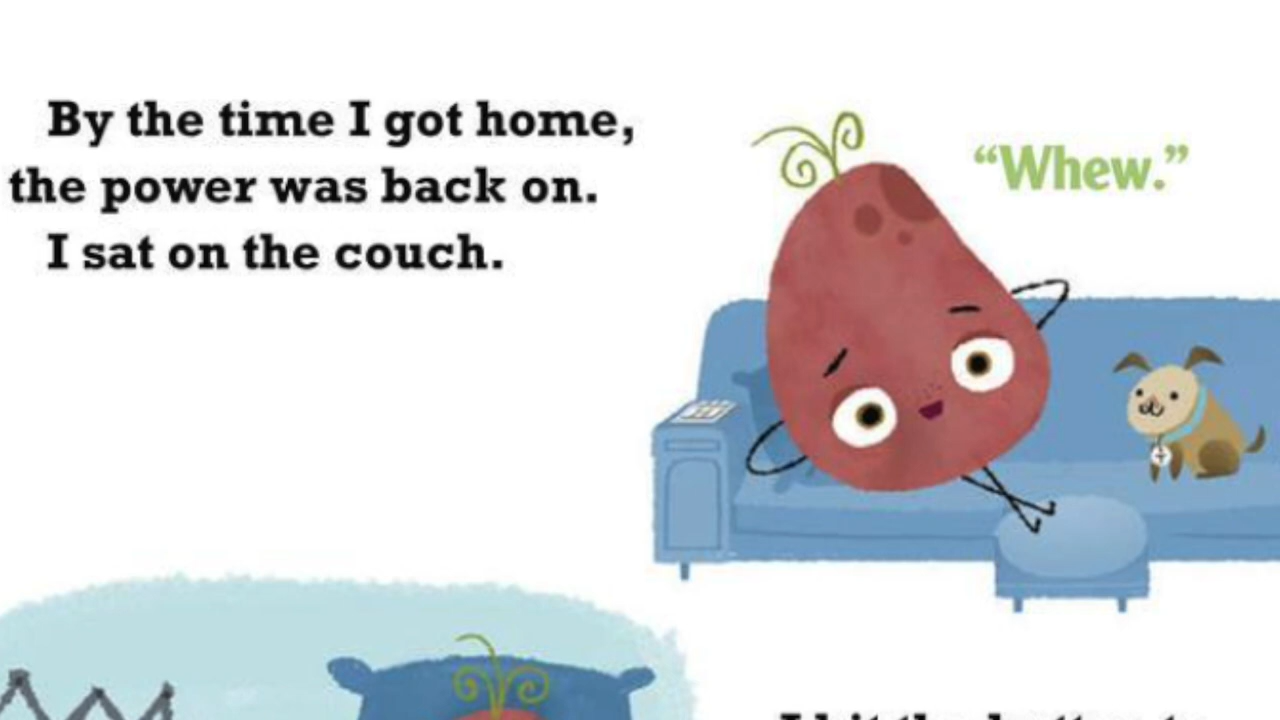 By the time I got home,
the power was back on.
I sat on the couch.
“Whew.”